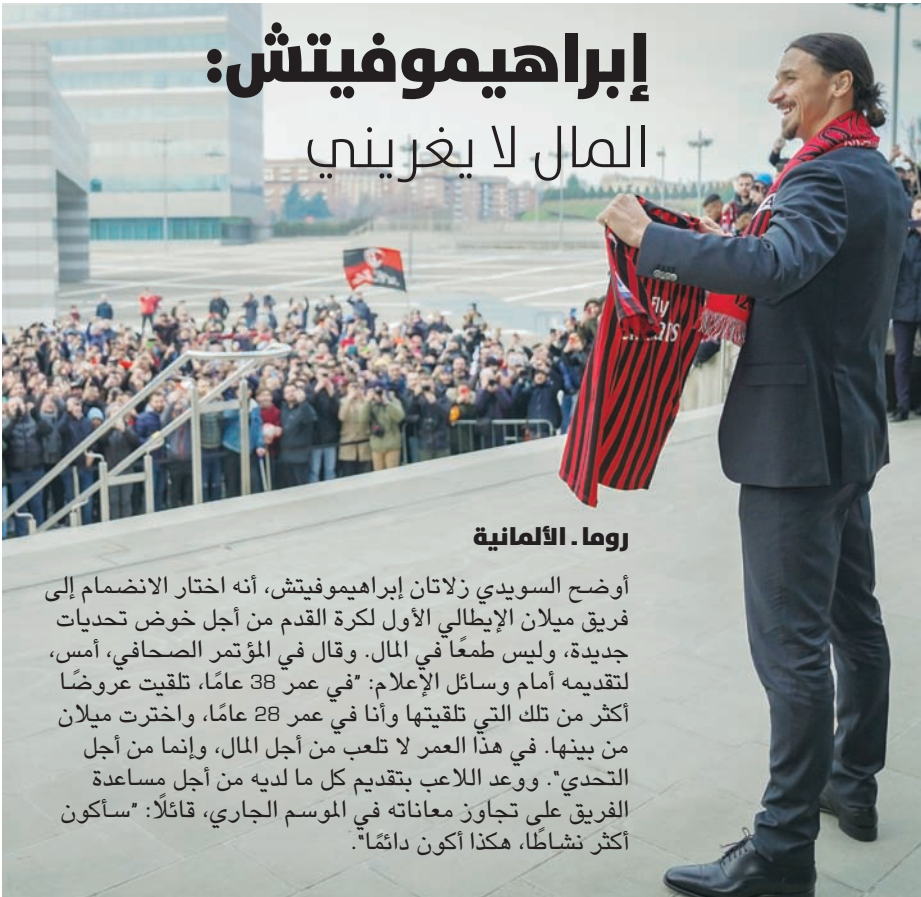 إبراهيموفيتش:
المال لا يغريني
Fly
روما ـ الألمانية
أوضح السويدي زلاتان إبراهيموفيتش، أنه اختار الانضمام إلى
فريق ميلان الإيطالي الأول لكرة القدم من أجل خوض تحديات
جديدة، وليس طمعًا في المال. وقال في المؤتمر الصحافي، أمس،
لتقديمه أمام وسائل الإعلام: "في عمر 38 عامًا، تلقيت عروضًا
أكثر من تلك التي تلقيتها وأنا في عمر 28 عامًا، واخترت ميلان
من بينها. في هذا العمر لا تلعب من أجل المال، وإنما من أجل
التحدي". ووعد اللاعب بتقديم كل ما لديه من أجل مساعدة
الفريق على تجاوز معاناته في الموسم الجاري، قائلًا: "سأكون
أكثر نشاطًا، هكذا أكون دائمًا".